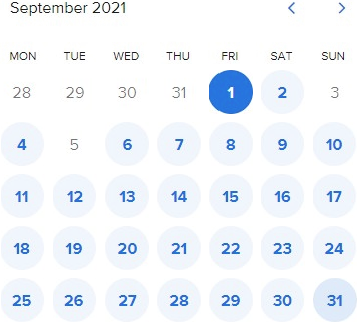 September 2021
MON TUE WED THU FRI SAT SUN
28 29 30 31 1 2 3
4 5 6 7 8 9 10
11 12 13 14 15 16 17
18 19 20 21 22 23 24
25 26 27 28 29 30 31